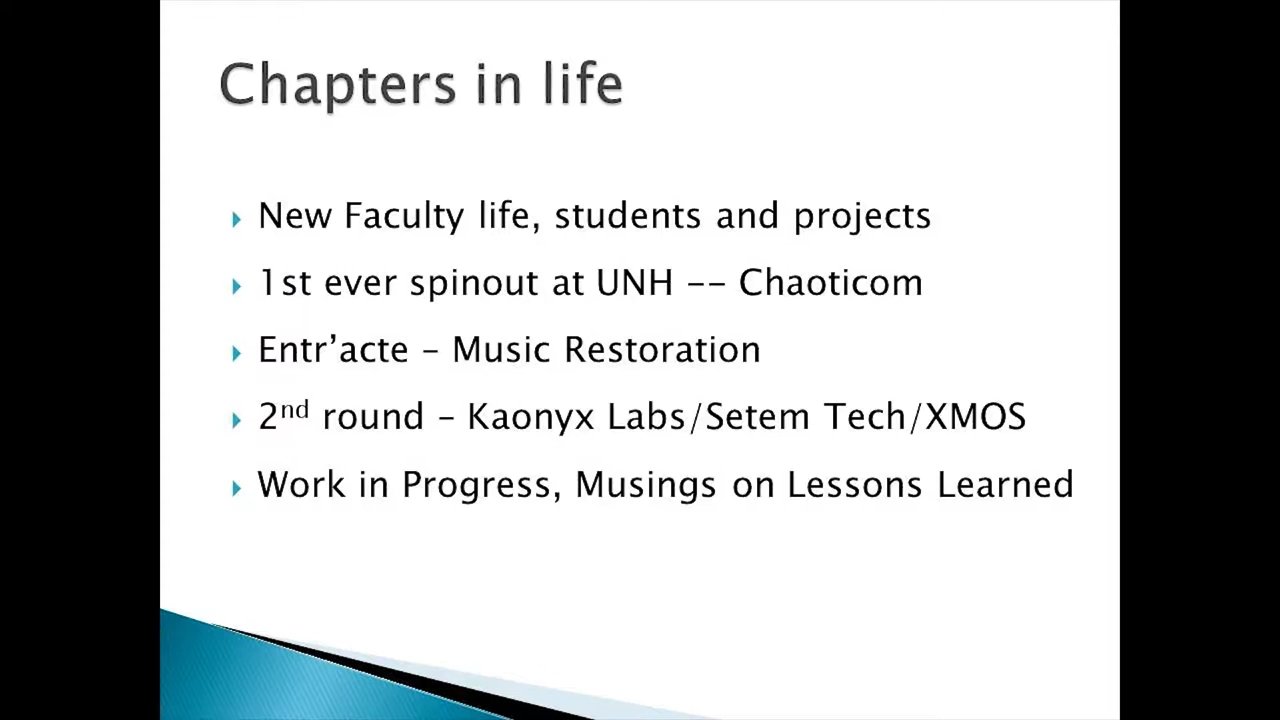 Chapters in life
New Faculty life, students and projects
1st ever spinout at UNH -- Chaoticom
Entr’acte – Music Restoration
2nd round – Kaonyx Labs/Setem Tech/XMOS
Work in Progress, Musings on Lessons Learned